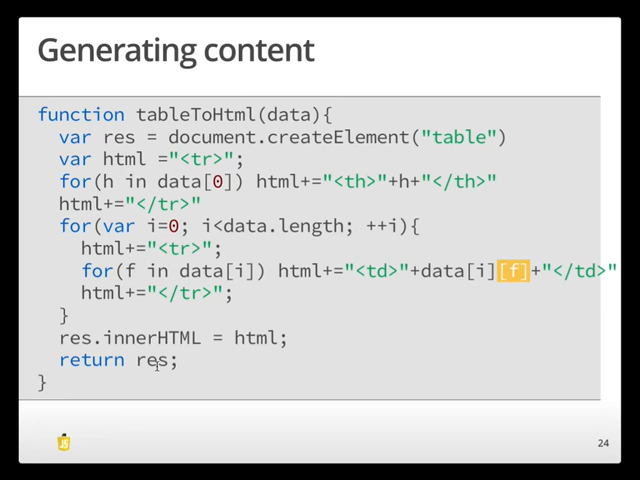 Generating content
function tableToHtml(data){
var res = document.createElement("table")
var html ="<tr>";
for(h in data[0]) html+="<th>"+h+"</th>"
html+="</tr>"
for(var i=0; i<data.length; ++i){
html+="<tr>";
for(f in data[i]) html+="<td>"+data[i][f]+"</td>"
html+="</tr>";
}
res.innerHTML = html;
return res;
}
JS
24